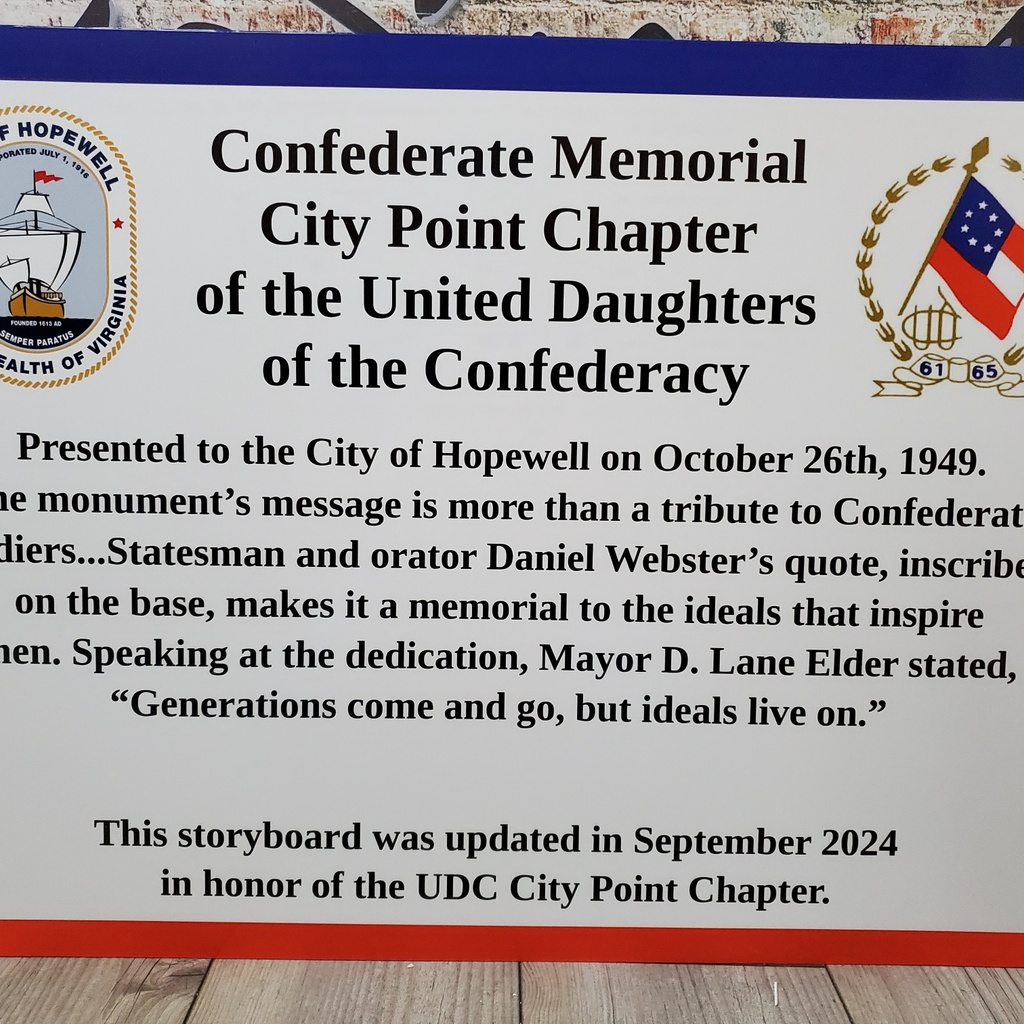 Confederate Memorial
City Point Chapter
of the United Daughters
of the Confederacy
F HOPEWELL
PORATED JULY 1, 1916
FOUNDED 1613 AD
SEMPER PARATUS
EALTH OF VIRGINIA
61 65
Presented to the City of Hopewell on October 26th, 1949.
he monument’s message is more than a tribute to Confederat
diers...Statesman and orator Daniel Webster’s quote, inscribe
on the base, makes it a memorial to the ideals that inspire
men. Speaking at the dedication, Mayor D. Lane Elder stated,
“Generations come and go, but ideals live on.”
This storyboard was updated in September 2024
in honor of the UDC City Point Chapter.